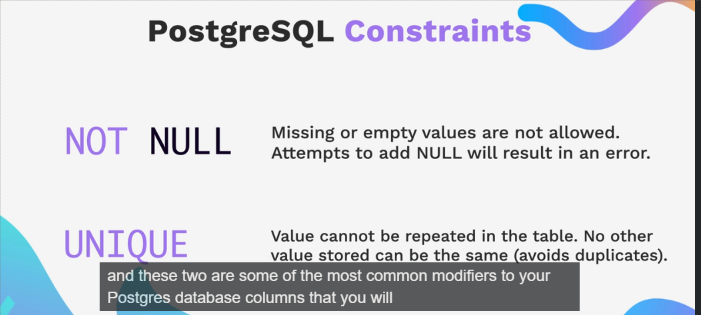 PostgreSQL Constraints
NOT NULL
Missing or empty values are not allowed.
Attempts to add NULL will result in an error.
UNIQUE
Value cannot be repeated in the table. No other
value stored can be the same (avoids duplicates).
and these two are some of the most common modifiers to your
Postgres database columns that you will